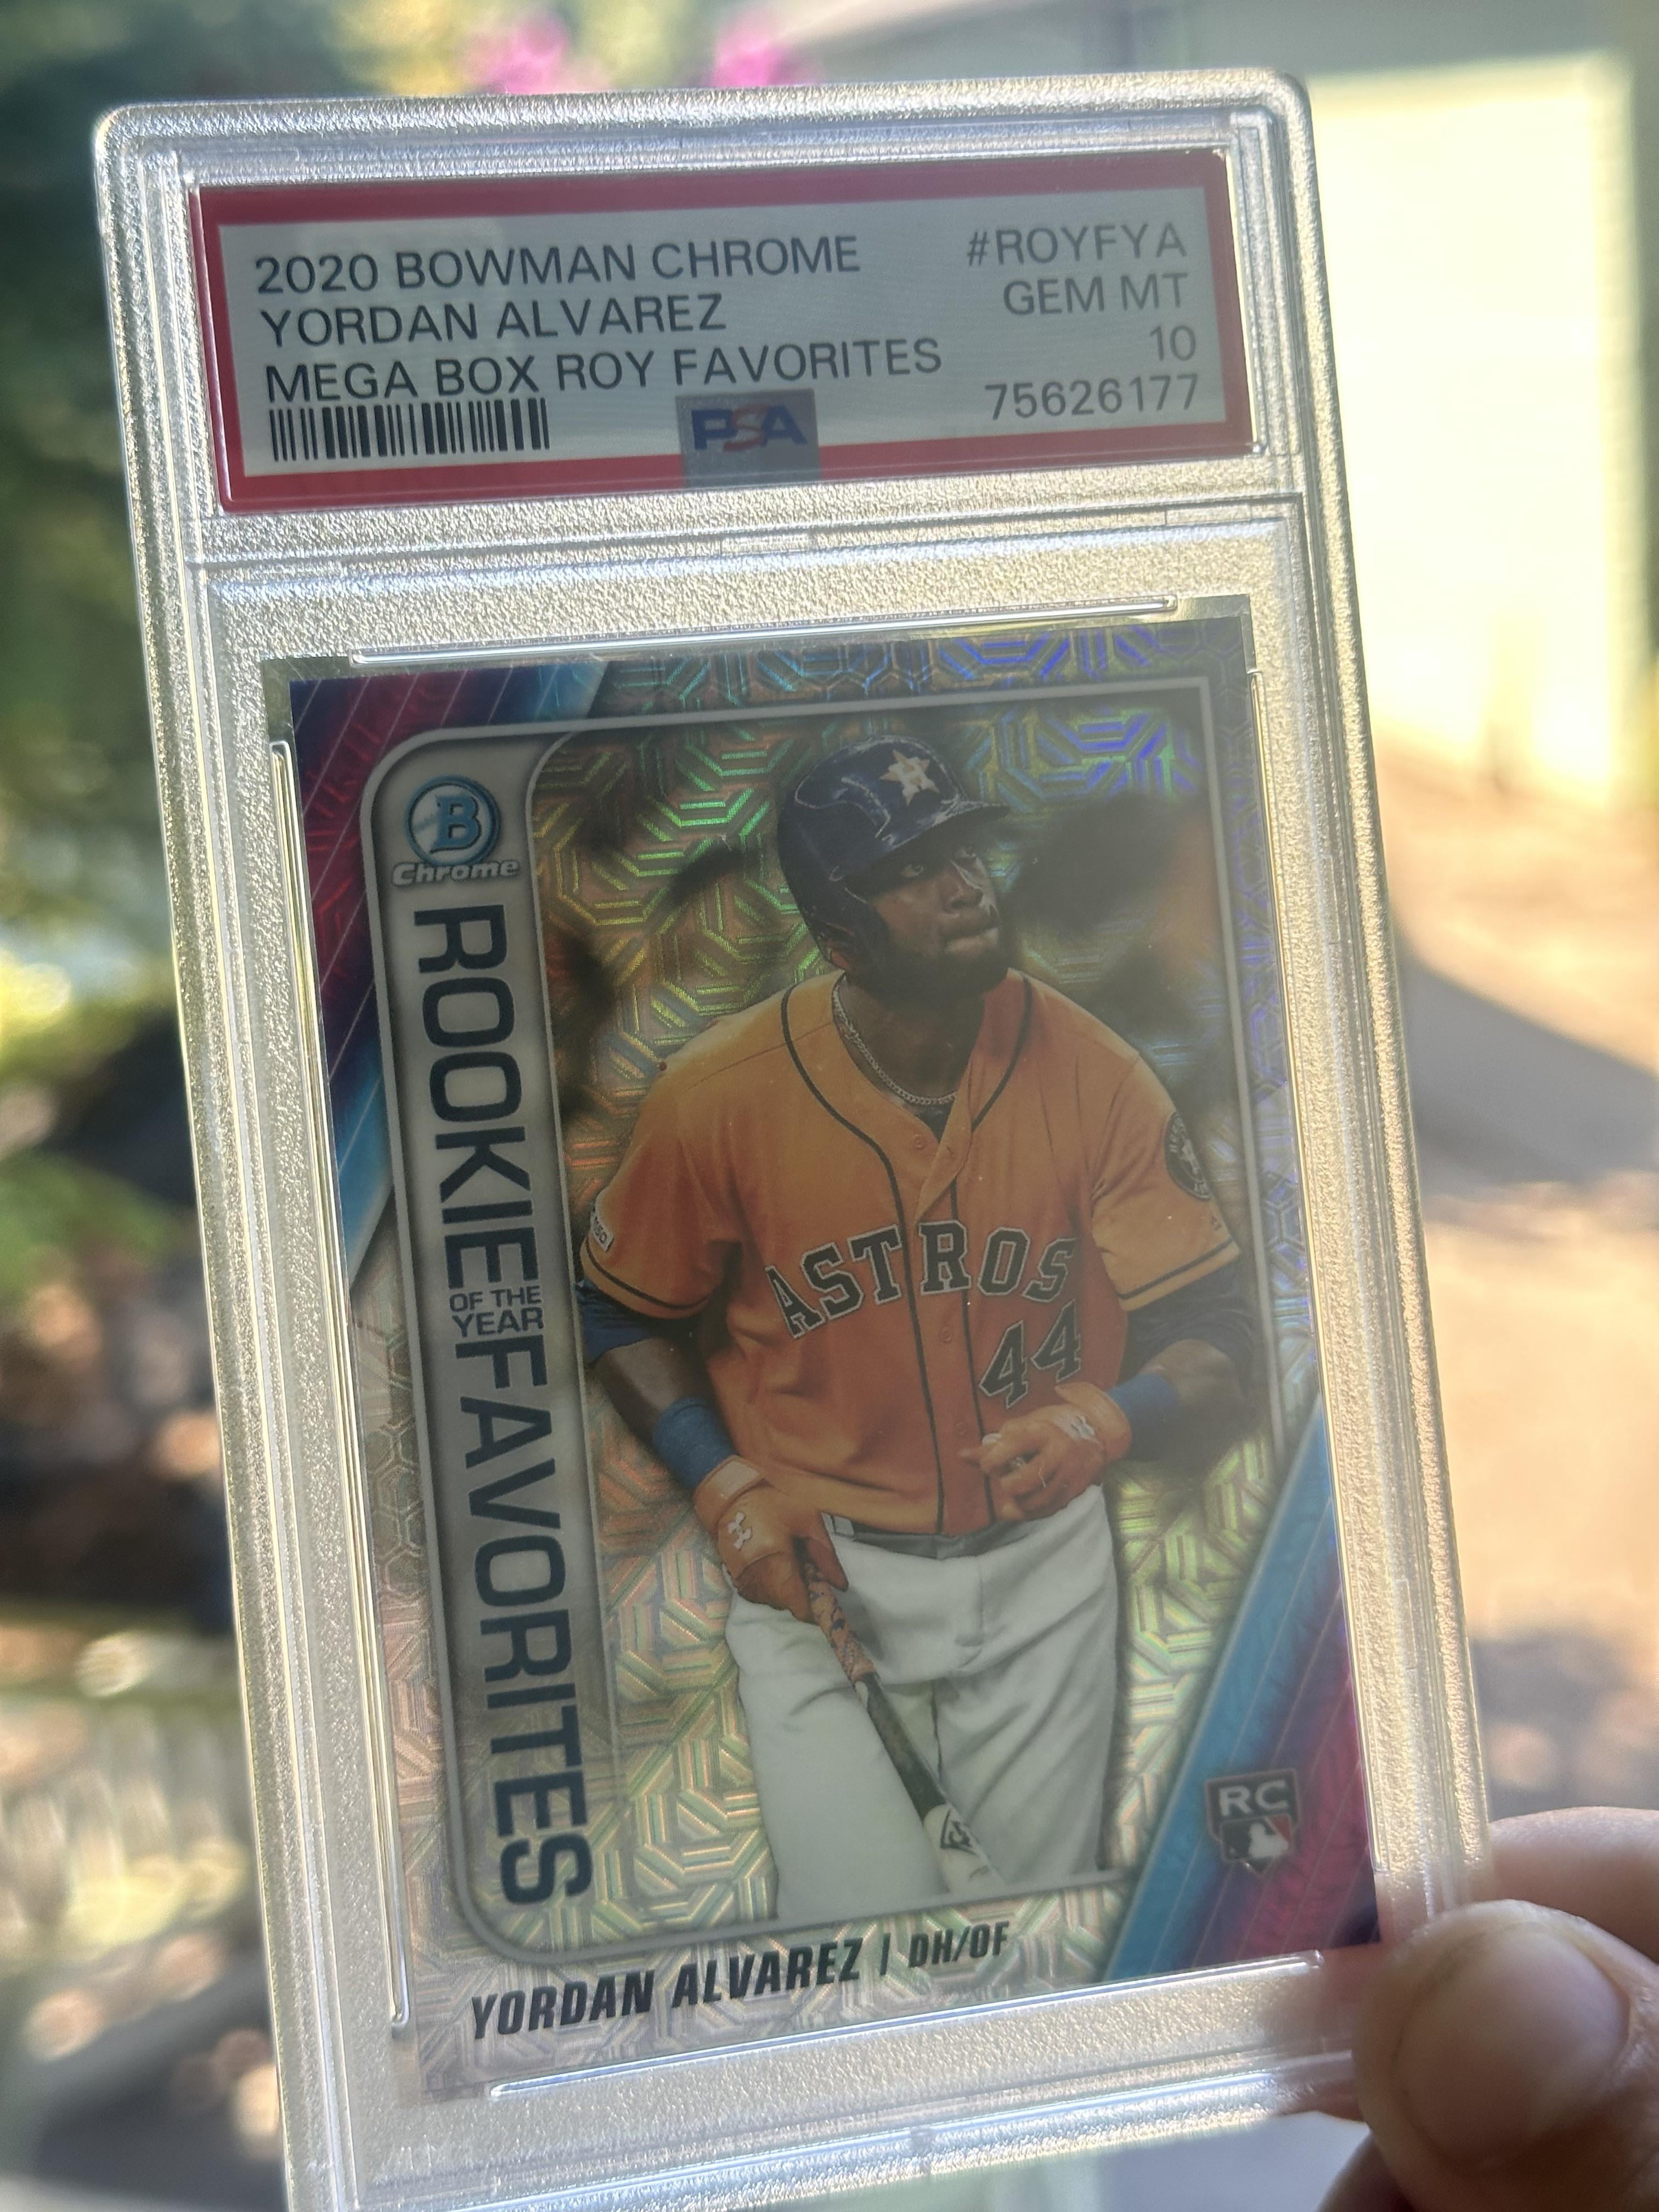 2020 BOWMAN CHROME #ROYFYA
YORDAN ALVAREZ GEM MT
MEGA BOX ROY FAVORITES 10
PSA 75626177
B
Chrome
ROOKIE
OF THE
YEAR
FAVORITES
ASTROS
44
RC
YORDAN ALVAREZ | DH/OF